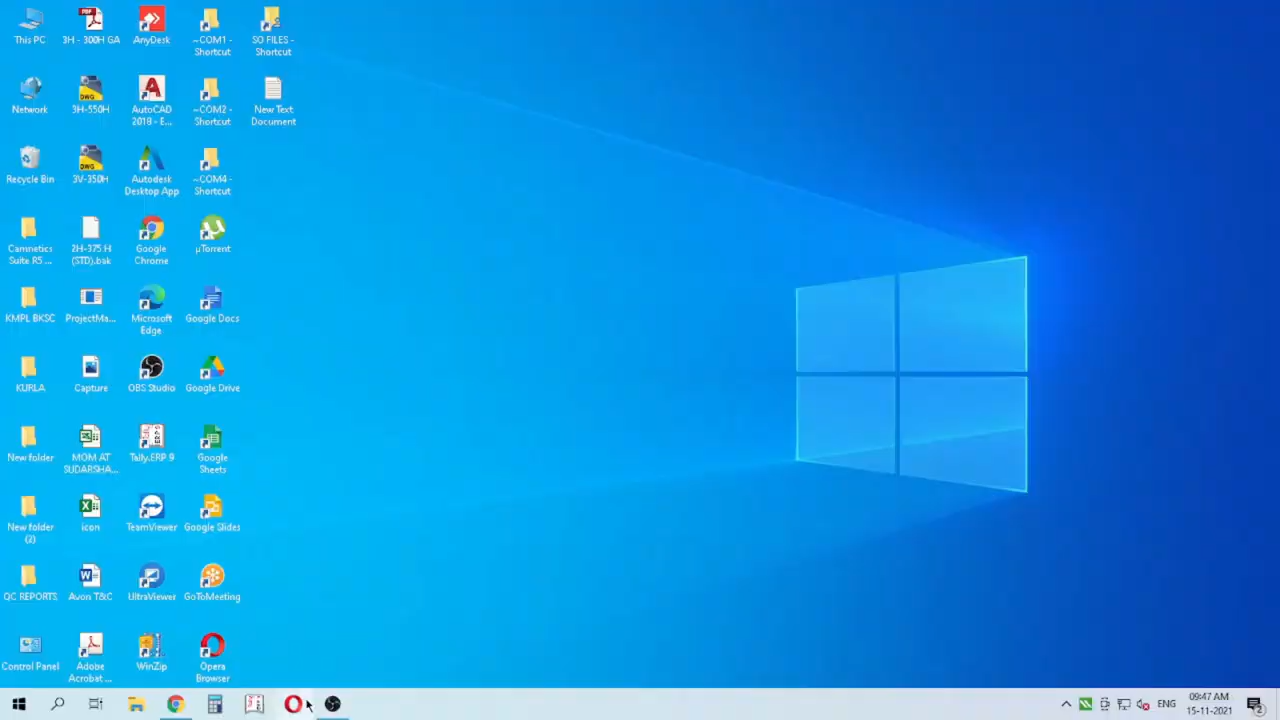 This PC
3H - 300H GA
AnyDesk
~COM1 -
Shortcut
SO FILES -
Shortcut
Network
3H-550H
AutoCAD
2018 - E...
~COM2 -
Shortcut
New Text
Document
Recycle Bin
3V-350H
Autodesk
Desktop App
~COM4 -
Shortcut
Camnetics
Suite R5 ...
2H-375.H
(STD).bak
Google
Chrome
µTorrent
KMPL BKSC
ProjectMa...
Microsoft
Edge
Google Docs
KURLA
Capture
OBS Studio
Google Drive
New folder
MOM AT
SUDARSHA...
Tally.ERP 9
Google
Sheets
New folder
(2)
icon
TeamViewer
Google Slides
QC REPORTS
Avon T&C
UltraViewer
GoToMeeting
Control Panel
Adobe
Acrobat ...
WinZip
Opera
Browser
ENG
09:47 AM
15-11-2021
2